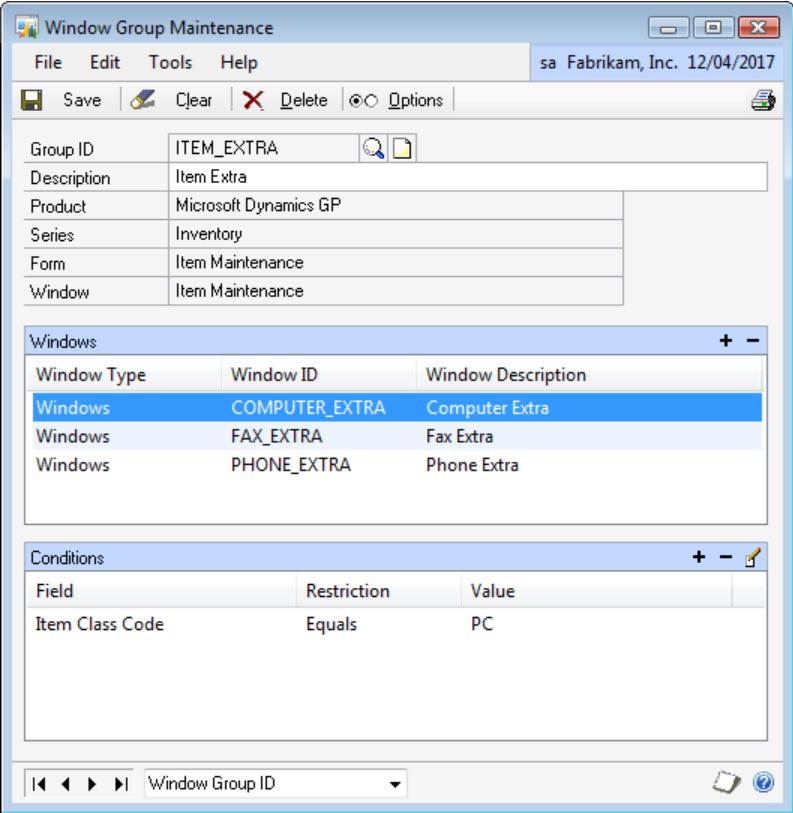 Window Group Maintenance
File Edit Tools Help sa Fabrikam, Inc. 12/04/2017
Save Clear Delete Options
Group ID ITEM_EXTRA
Description Item Extra
Product Microsoft Dynamics GP
Series Inventory
Form Item Maintenance
Window Item Maintenance
Windows + −
Window Type Window ID Window Description
Windows COMPUTER_EXTRA Computer Extra
Windows FAX_EXTRA Fax Extra
Windows PHONE_EXTRA Phone Extra
Conditions + −
Field Restriction Value
Item Class Code Equals PC
Window Group ID